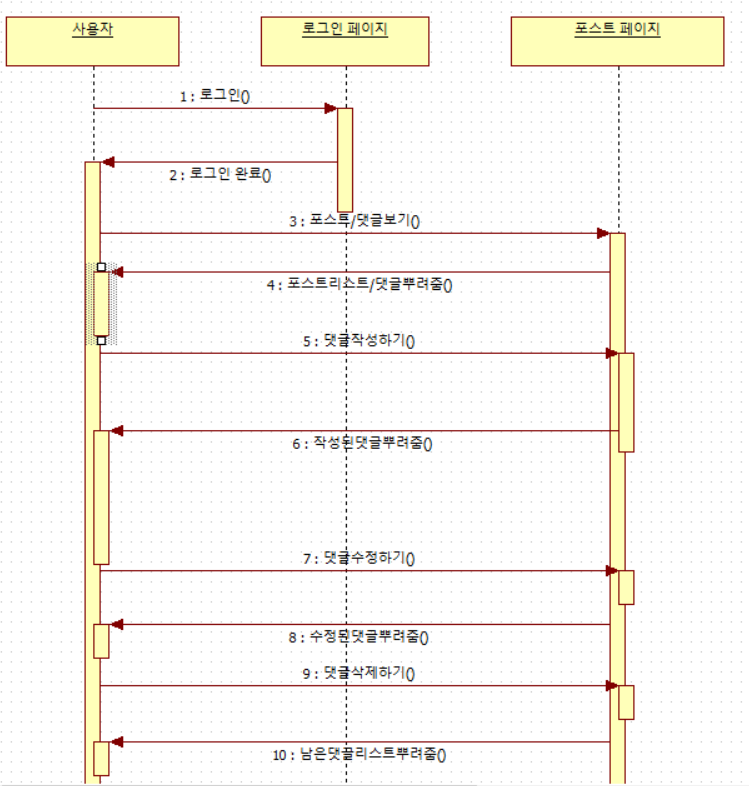 사용자
로그인 페이지
포스트 페이지
1 : 로그인()
2 : 로그인 완료()
3 : 포스트/댓글보기()
4 : 포스트리스트/댓글뿌려줌()
5 : 댓글작성하기()
6 : 작성된댓글뿌려줌()
7 : 댓글수정하기()
8 : 수정된댓글뿌려줌()
9 : 댓글삭제하기()
10 : 남은댓글리스트뿌려줌()